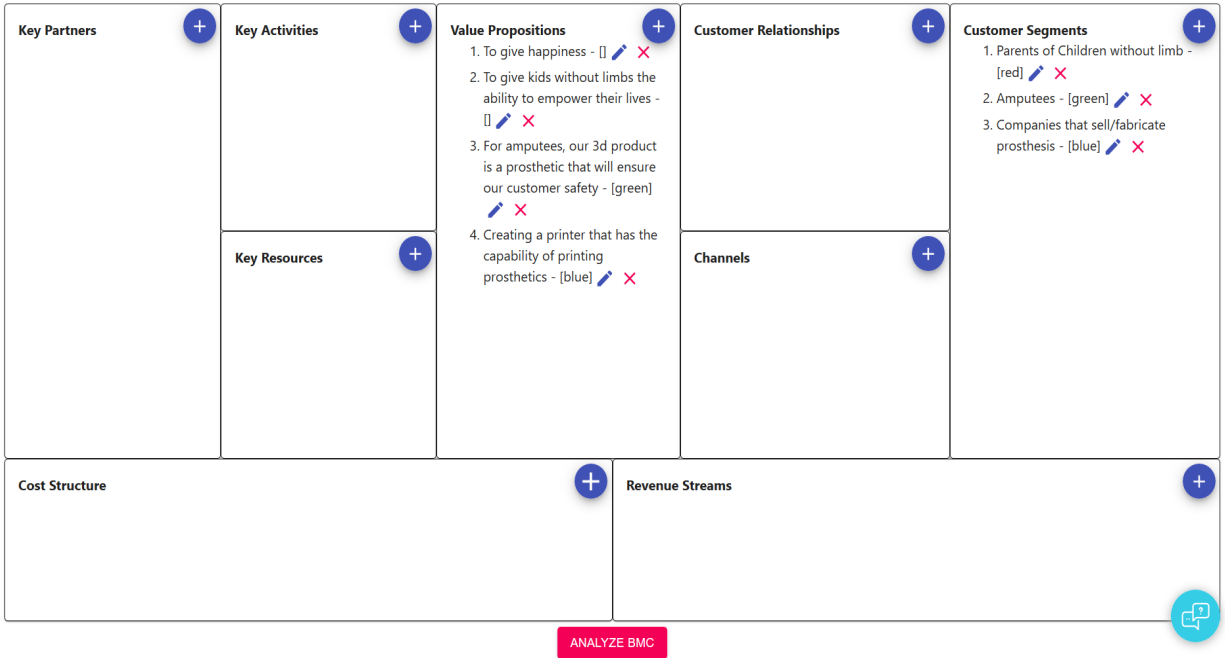 Key Partners
Key Activities
Value Propositions
1. To give happiness - []
2. To give kids without limbs the
ability to empower their lives -
[]
3. For amputees, our 3d product
is a prosthetic that will ensure
our customer safety - [green]
4. Creating a printer that has the
capability of printing
prosthetics - [blue]
Customer Relationships
Customer Segments
1. Parents of Children without limb -
[red]
2. Amputees - [green]
3. Companies that sell/fabricate
prosthesis - [blue]
Key Resources
Channels
Cost Structure
Revenue Streams
ANALYZE BMC